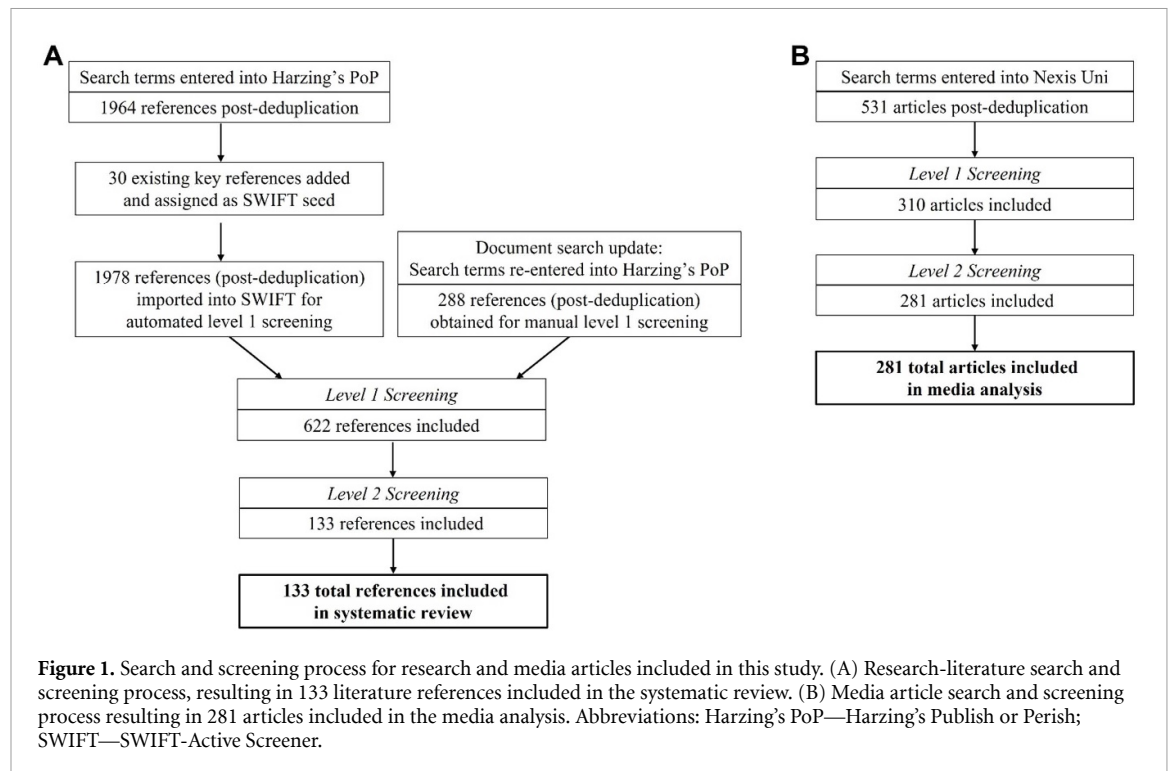 A
Search terms entered into Harzing's PoP
1964 references post-deduplication
30 existing key references added
and assigned as SWIFT seed
1978 references (post-deduplication)
imported into SWIFT for
automated level 1 screening
Document search update:
Search terms re-entered into Harzing's PoP
288 references (post-deduplication)
obtained for manual level 1 screening
Level 1 Screening
622 references included
Level 2 Screening
133 references included
133 total references included
in systematic review
B
Search terms entered into Nexis Uni
531 articles post-deduplication
Level 1 Screening
310 articles included
Level 2 Screening
281 articles included
281 total articles included
in media analysis
Figure 1. Search and screening process for research and media articles included in this study. (A) Research-literature search and
screening process, resulting in 133 literature references included in the systematic review. (B) Media article search and screening
process resulting in 281 articles included in the media analysis. Abbreviations: Harzing's PoP—Harzing's Publish or Perish;
SWIFT—SWIFT-Active Screener.